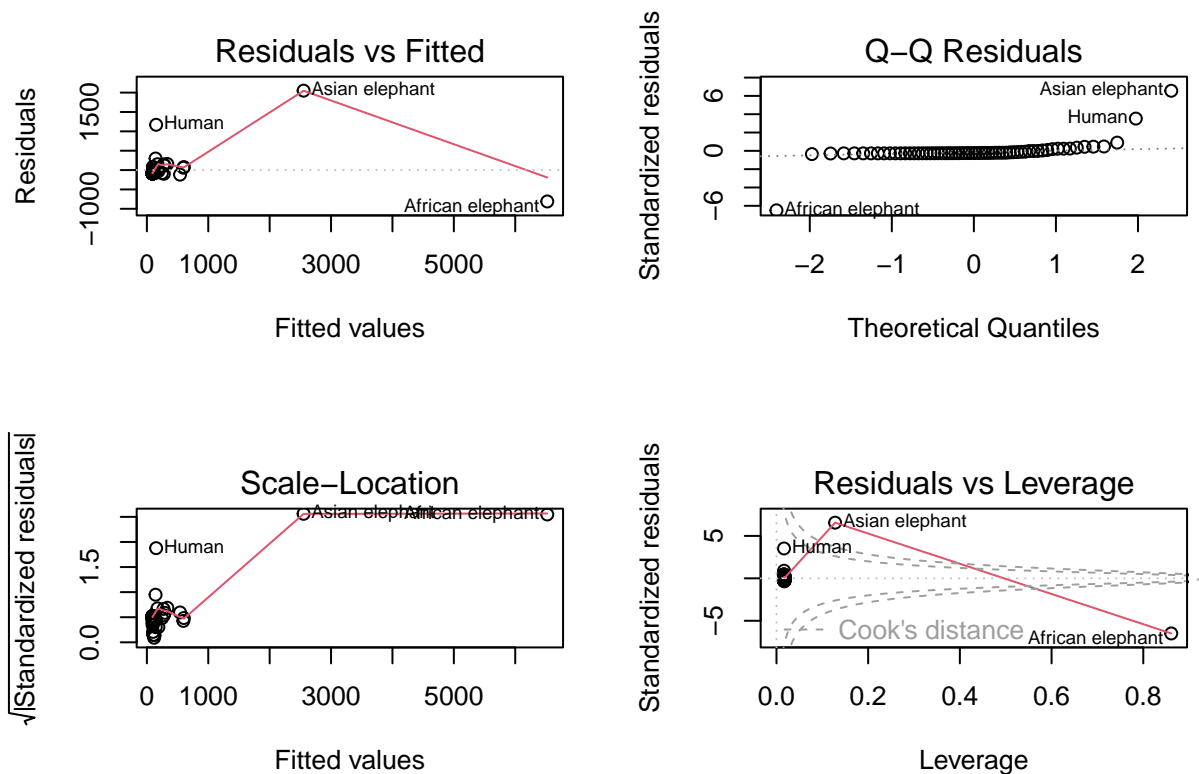 Residuals vs Fitted
Residuals
1500
−1000
Asian elephant
Human
African elephant
0 1000 3000 5000
Fitted values
Q−Q Residuals
Standardized residuals
6
0
−6
Asian elephant
Human
African elephant
−2 −1 0 1 2
Theoretical Quantiles
Scale−Location
√|Standardized residuals|
1.5
0.0
Asian elephant African elephant
Human
0 1000 3000 5000
Fitted values
Residuals vs Leverage
Standardized residuals
5
0
−5
Asian elephant
Human
Cook's distance
African elephant
0.0 0.2 0.4 0.6 0.8
Leverage